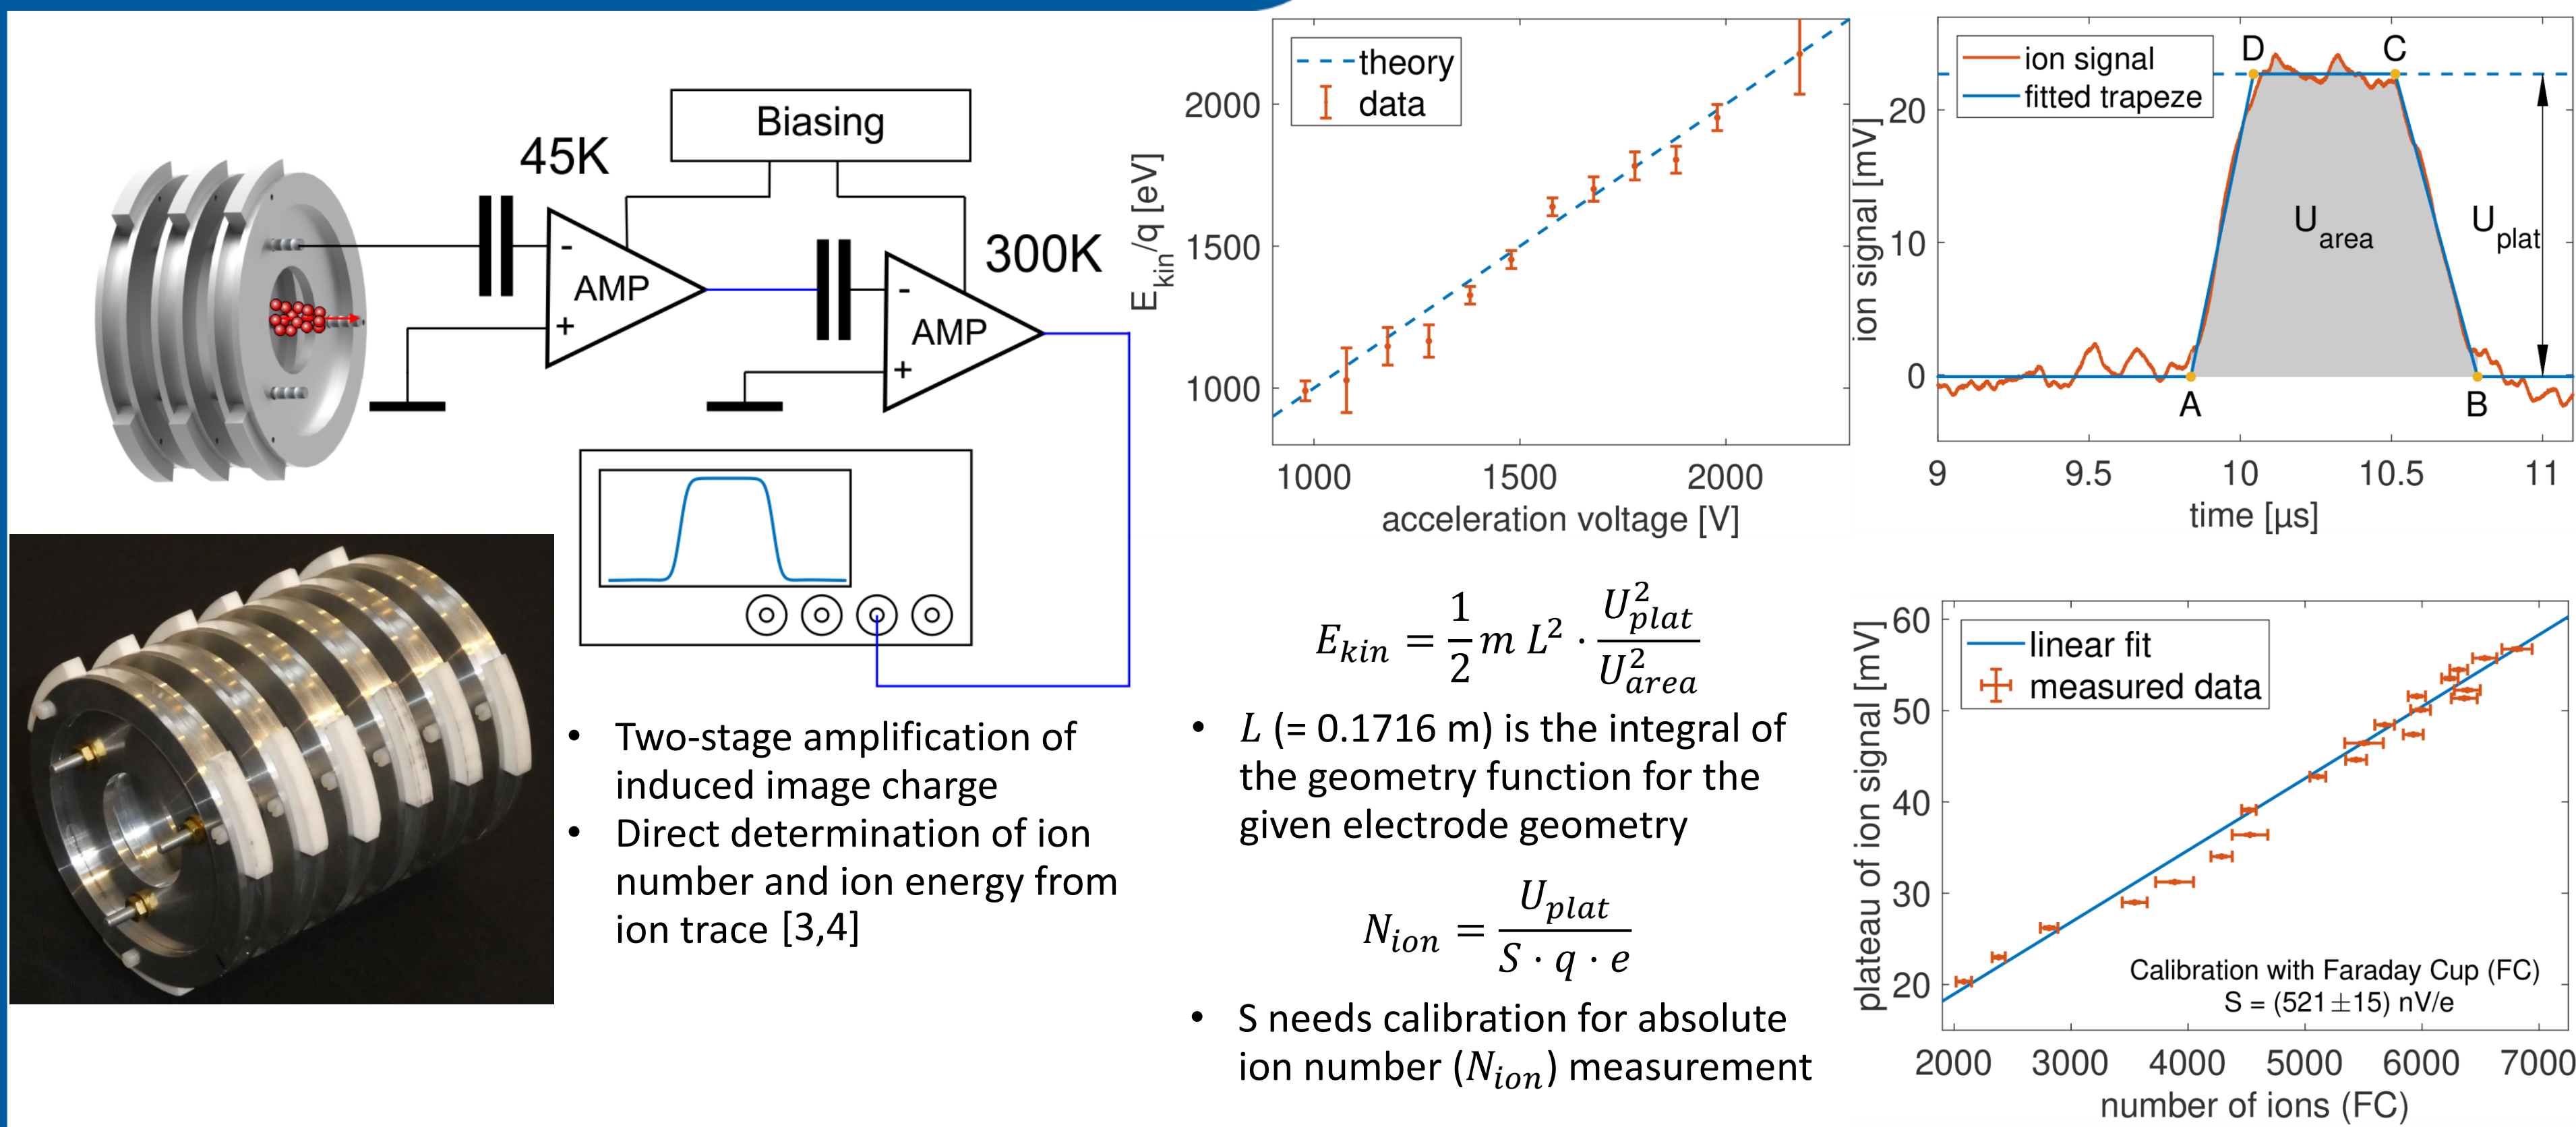 45K
Biasing
300K
-
AMP
+
-
AMP
+
• Two-stage amplification of
induced image charge
• Direct determination of ion
number and ion energy from
ion trace [3,4]
theory
data
2000
1500
1000
E_kin/q [eV]
1000 1500 2000
acceleration voltage [V]
ion signal
fitted trapeze
D C
U_area
U_plat
A B
20
10
0
ion signal [mV]
9 9.5 10 10.5 11
time [µs]
E_kin = 1/2 m L² · U²_plat / U²_area
• L (= 0.1716 m) is the integral of
the geometry function for the
given electrode geometry
N_ion = U_plat / S · q · e
• S needs calibration for absolute
ion number (N_ion) measurement
linear fit
measured data
60
50
40
30
20
plateau of ion signal [mV]
Calibration with Faraday Cup (FC)
S = (521±15) nV/e
2000 3000 4000 5000 6000 7000
number of ions (FC)